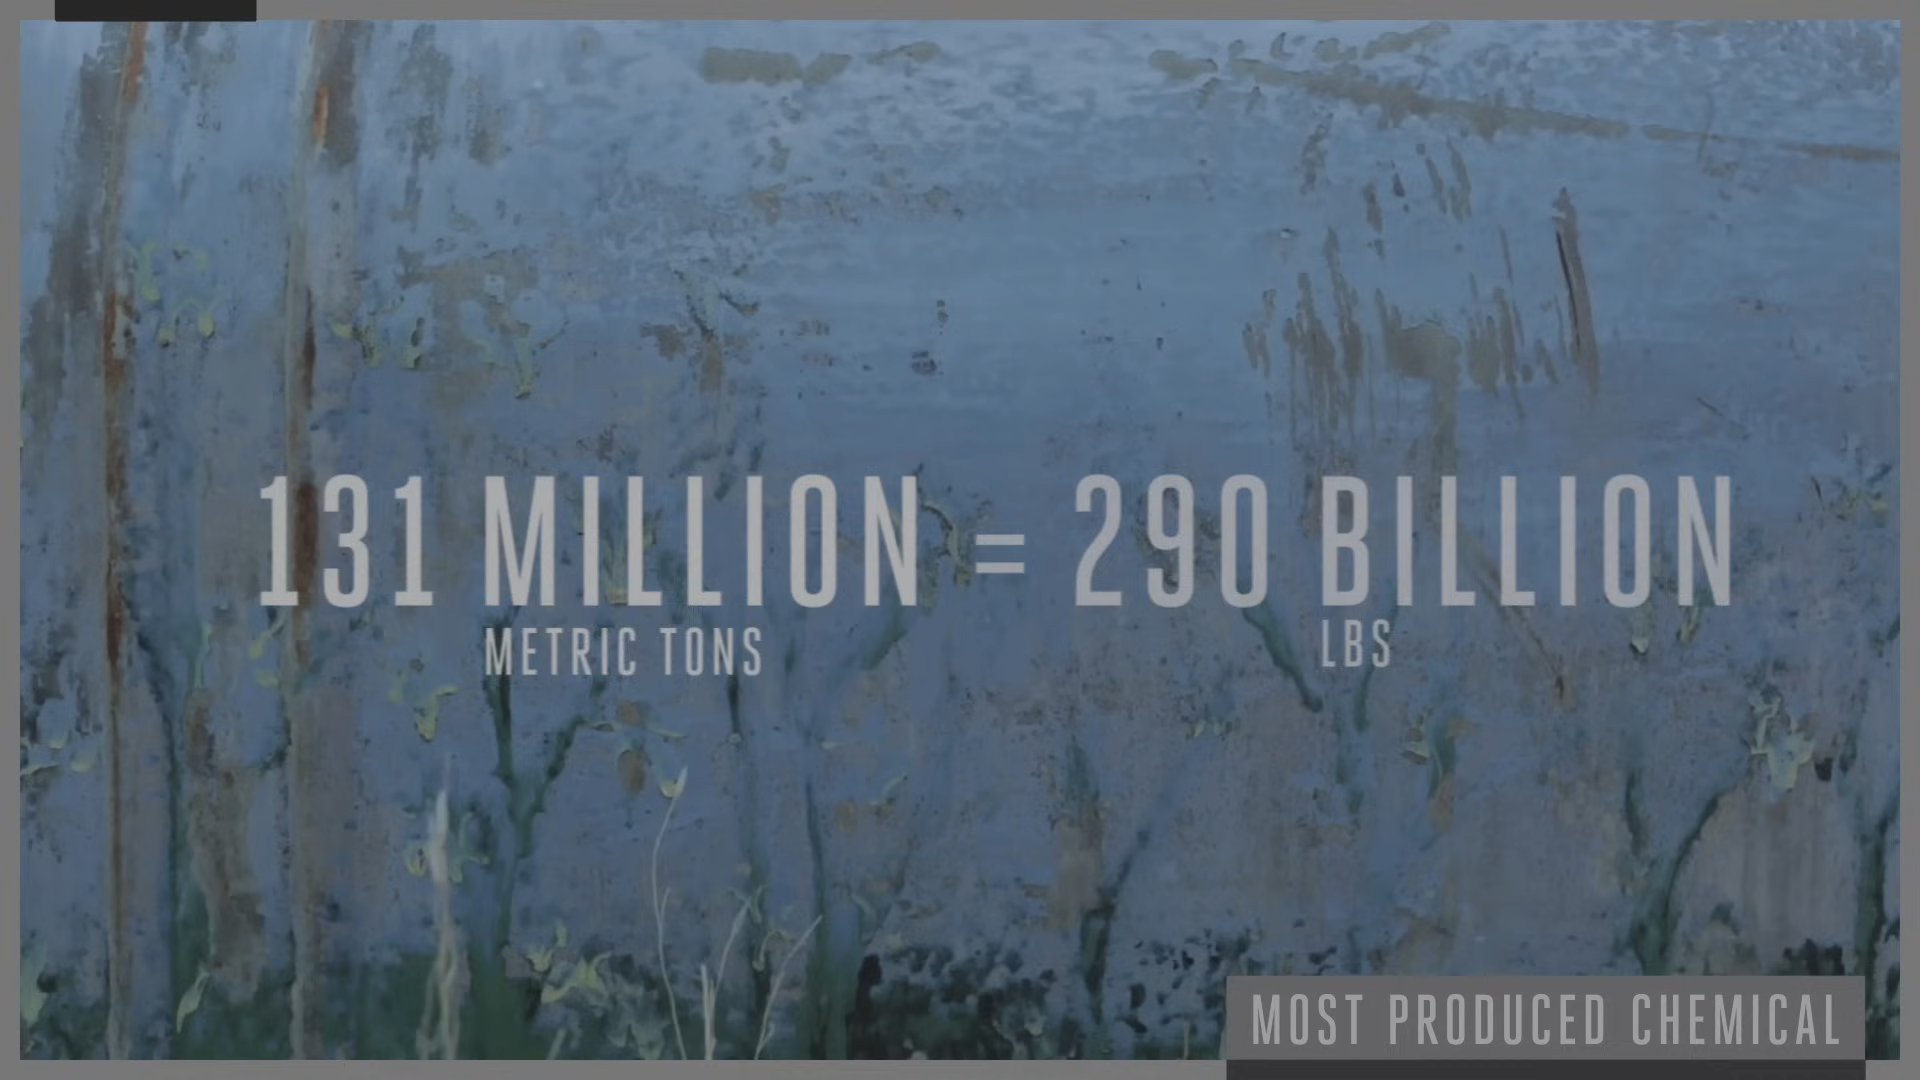 131 MILLION = 290 BILLION
METRIC TONS LBS
MOST PRODUCED CHEMICAL